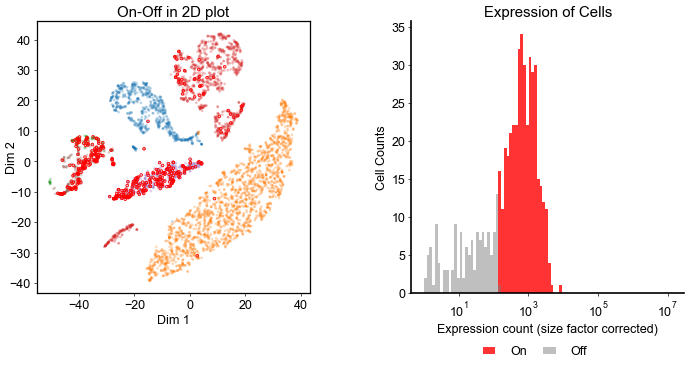 On-Off in 2D plot
Dim 2
40
30
20
10
0
−10
−20
−30
−40
−40 −20 0 20 40
Dim 1
Expression of Cells
Cell Counts
35
30
25
20
15
10
5
0
10^1 10^3 10^5 10^7
Expression count (size factor corrected)
On Off